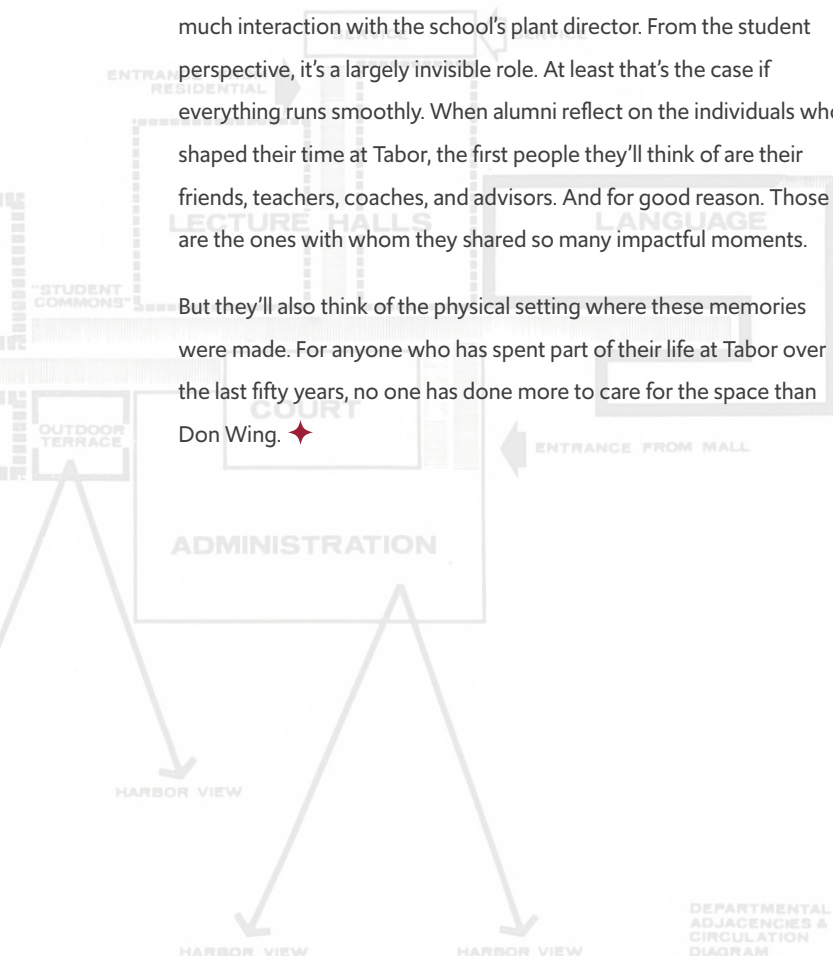 much interaction with the school's plant director. From the student
perspective, it's a largely invisible role. At least that's the case if
everything runs smoothly. When alumni reflect on the individuals who
shaped their time at Tabor, the first people they'll think of are their
friends, teachers, coaches, and advisors. And for good reason. Those
are the ones with whom they shared so many impactful moments.
But they'll also think of the physical setting where these memories
were made. For anyone who has spent part of their life at Tabor over
the last fifty years, no one has done more to care for the space than
Don Wing.
SERVICE
SERVICE
ENTRANCE FROM
RESIDENTIAL
LECTURE HALLS
LANGUAGE
"STUDENT
COMMONS"
COURT
OUTDOOR
TERRACE
ENTRANCE FROM MALL
ADMINISTRATION
HARBOR VIEW
HARBOR VIEW
HARBOR VIEW
DEPARTMENTAL
ADJACENCIES &
CIRCULATION
DIAGRAM